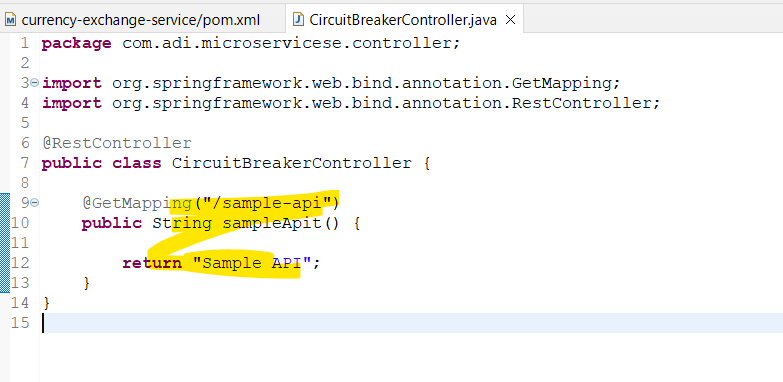 currency-exchange-service/pom.xml
CircuitBreakerController.java
1 package com.adi.microservicese.controller;
2
3 import org.springframework.web.bind.annotation.GetMapping;
4 import org.springframework.web.bind.annotation.RestController;
5
6 @RestController
7 public class CircuitBreakerController {
8
9 @GetMapping("/sample-api")
10 public String sampleApit() {
11
12 return "Sample API";
13 }
14 }
15